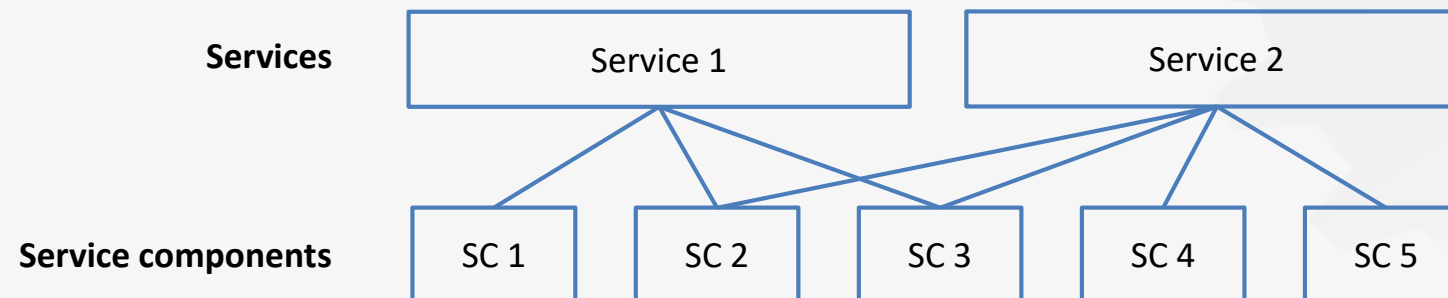 Services
Service 1
Service 2
Service components
SC 1
SC 2
SC 3
SC 4
SC 5